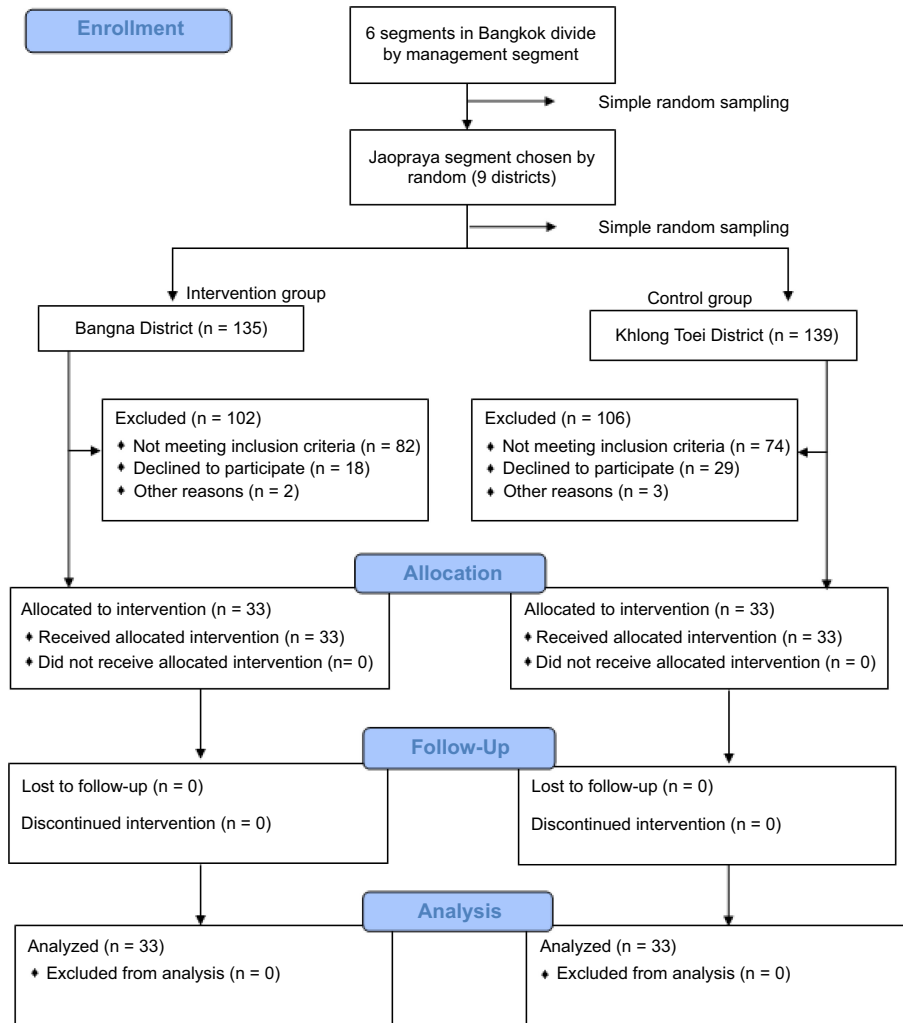 Enrollment
6 segments in Bangkok divide
by management segment
Simple random sampling
Jaopraya segment chosen by
random (9 districts)
Simple random sampling
Intervention group
Control group
Bangna District (n = 135)
Khlong Toei District (n = 139)
Excluded (n = 102)
♦ Not meeting inclusion criteria (n = 82)
♦ Declined to participate (n = 18)
♦ Other reasons (n = 2)
Excluded (n = 106)
♦ Not meeting inclusion criteria (n = 74)
♦ Declined to participate (n = 29)
♦ Other reasons (n = 3)
Allocation
Allocated to intervention (n = 33)
♦ Received allocated intervention (n = 33)
♦ Did not receive allocated intervention (n= 0)
Allocated to intervention (n = 33)
♦ Received allocated intervention (n = 33)
♦ Did not receive allocated intervention (n = 0)
Follow-Up
Lost to follow-up (n = 0)
Discontinued intervention (n = 0)
Lost to follow-up (n = 0)
Discontinued intervention (n = 0)
Analysis
Analyzed (n = 33)
♦ Excluded from analysis (n = 0)
Analyzed (n = 33)
♦ Excluded from analysis (n = 0)